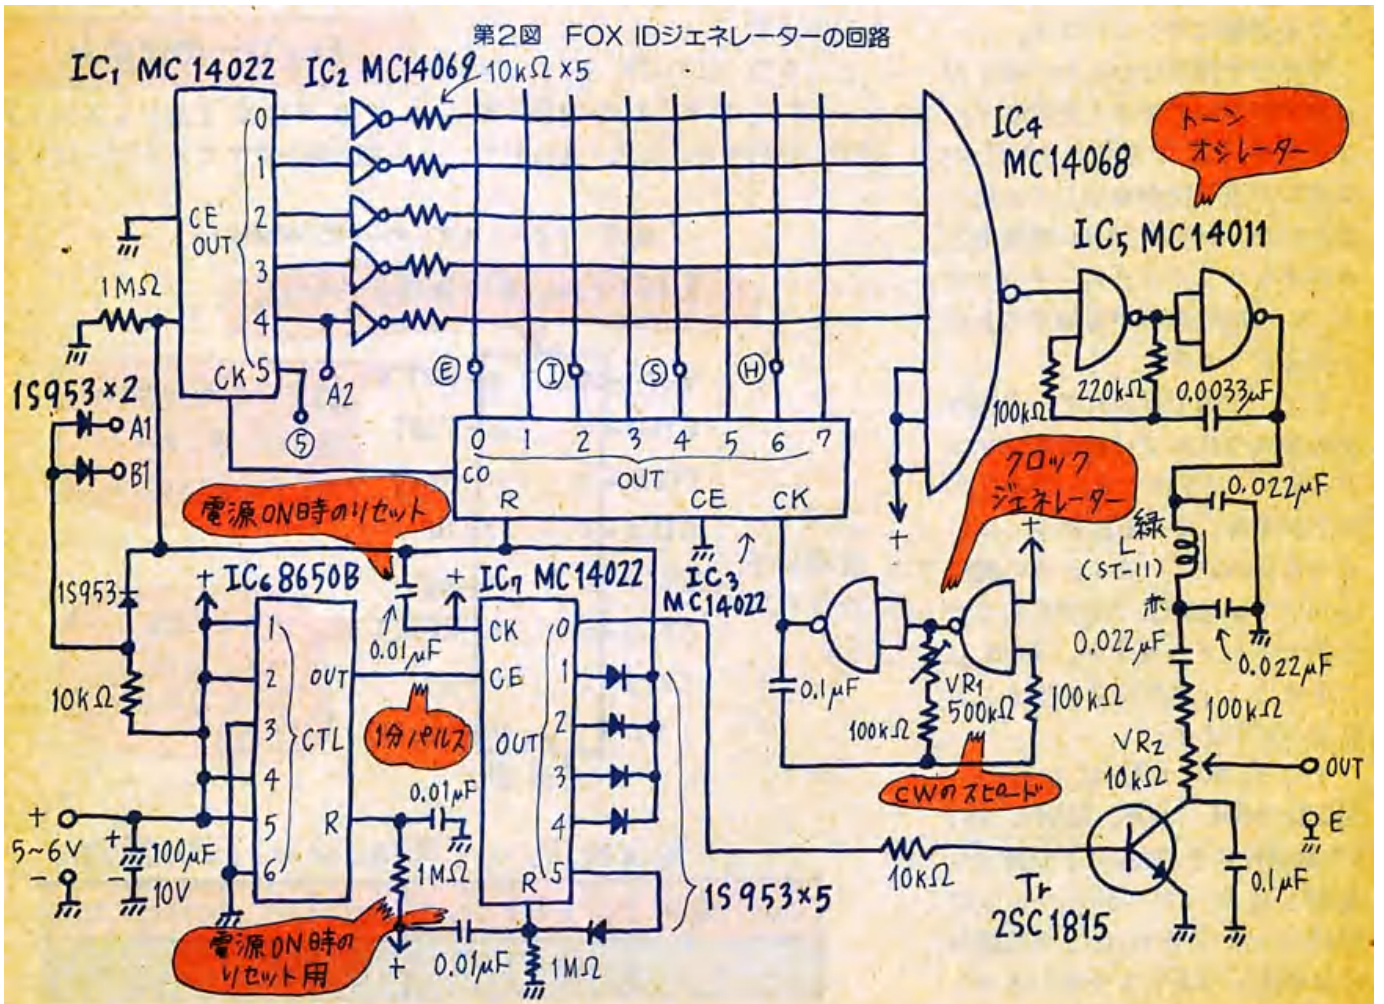 第2図 FOX IDジェネレーターの回路
IC1 MC14022
IC2 MC14069
10kΩ×5
0
1
2
3
4
5
CE
OUT
CK
1MΩ
IC4
MC14068
トーン
オシレーター
IC5 MC14011
100kΩ
220kΩ
0.0033μF
1S953×2
A1
B1
A2
⑤
Ⓔ
Ⓘ
Ⓢ
Ⓗ
0 1 2 3 4 5 6 7
CO
OUT
R
CE
CK
IC3
MC14022
+
クロック
ジェネレーター
+
電源ON時のリセット
0.022μF
緑
L
(ST-11)
赤
0.022μF
0.022μF
100kΩ
VR2
10kΩ
OUT
E
1S953
10kΩ
+
IC6 8650B
1
2
3
4
5
6
CTL
OUT
R
0.01μF
+
IC7 MC14022
CK
CE
OUT
R
0
1
2
3
4
5
1分パルス
0.1μF
VR1
500kΩ
100kΩ
100kΩ
CWのスピード
+
5~6V
-
+
100μF
-
10V
0.01μF
1MΩ
電源ON時の
リセット用
+
0.01μF
1MΩ
1S953×5
10kΩ
Tr
2SC1815
0.1μF